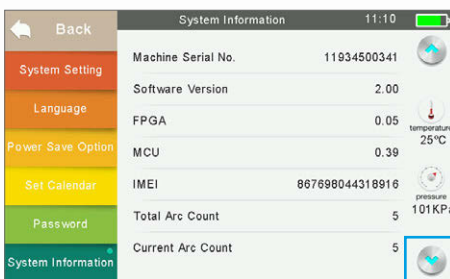 Back
System Information 11:10
System Setting
Language
Power Save Option
Set Calendar
Password
System Information
Machine Serial No. 11934500341
Software Version 2.00
FPGA 0.05
MCU 0.39
IMEI 867698044318916
Total Arc Count 5
Current Arc Count 5
temperature
25°C
pressure
101KPa